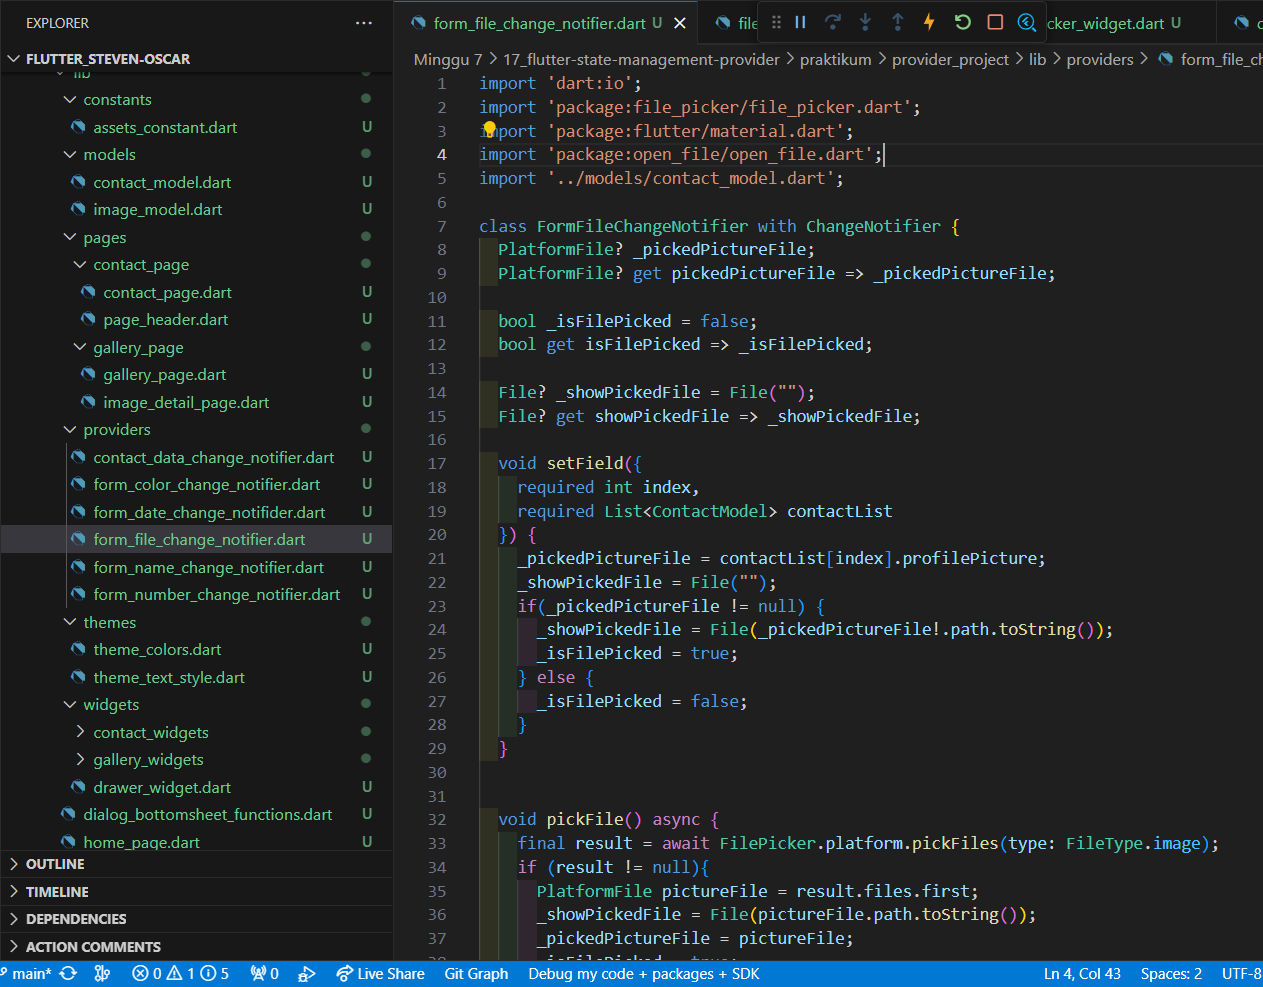 EXPLORER
FLUTTER_STEVEN-OSCAR
lib
constants
assets_constant.dart U
models
contact_model.dart U
image_model.dart U
pages
contact_page
contact_page.dart U
page_header.dart U
gallery_page
gallery_page.dart U
image_detail_page.dart U
providers
contact_data_change_notifier.dart U
form_color_change_notifier.dart U
form_date_change_notifider.dart U
form_file_change_notifier.dart U
form_name_change_notifier.dart U
form_number_change_notifier.dart U
themes
theme_colors.dart U
theme_text_style.dart U
widgets
contact_widgets
gallery_widgets
drawer_widget.dart U
dialog_bottomsheet_functions.dart U
home_page.dart U
OUTLINE
TIMELINE
DEPENDENCIES
ACTION COMMENTS
form_file_change_notifier.dart U
file
cker_widget.dart U
Minggu 7 > 17_flutter-state-management-provider > praktikum > provider_project > lib > providers > form_file_ch
1 import 'dart:io';
2 import 'package:file_picker/file_picker.dart';
3 import 'package:flutter/material.dart';
4 import 'package:open_file/open_file.dart';
5 import '../models/contact_model.dart';
6
7 class FormFileChangeNotifier with ChangeNotifier {
8 PlatformFile? _pickedPictureFile;
9 PlatformFile? get pickedPictureFile => _pickedPictureFile;
10
11 bool _isFilePicked = false;
12 bool get isFilePicked => _isFilePicked;
13
14 File? _showPickedFile = File("");
15 File? get showPickedFile => _showPickedFile;
16
17 void setField({
18 required int index,
19 required List<ContactModel> contactList
20 }) {
21 _pickedPictureFile = contactList[index].profilePicture;
22 _showPickedFile = File("");
23 if(_pickedPictureFile != null) {
24 _showPickedFile = File(_pickedPictureFile!.path.toString());
25 _isFilePicked = true;
26 } else {
27 _isFilePicked = false;
28 }
29 }
30
31
32 void pickFile() async {
33 final result = await FilePicker.platform.pickFiles(type: FileType.image);
34 if (result != null){
35 PlatformFile pictureFile = result.files.first;
36 _showPickedFile = File(pictureFile.path.toString());
37 _pickedPictureFile = pictureFile;
38 _isFilePicked = true;
main* 0 1 5 0 Live Share Git Graph Debug my code + packages + SDK Ln 4, Col 43 Spaces: 2 UTF-8